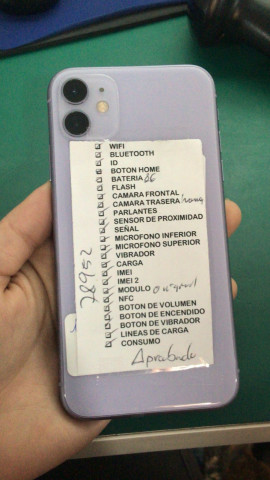 WIFI
BLUETOOTH
ID
BOTON HOME
BATERIA 86
FLASH
CAMARA FRONTAL
CAMARA TRASERA
PARLANTES
SENSOR DE PROXIMIDAD
SEÑAL
MICROFONO INFERIOR
MICROFONO SUPERIOR
VIBRADOR
CARGA
IMEI
IMEI 2
MODULO Original
NFC
BOTON DE VOLUMEN
BOTON DE ENCENDIDO
BOTON DE VIBRADOR
LINEAS DE CARGA
CONSUMO
Aprobado
78952